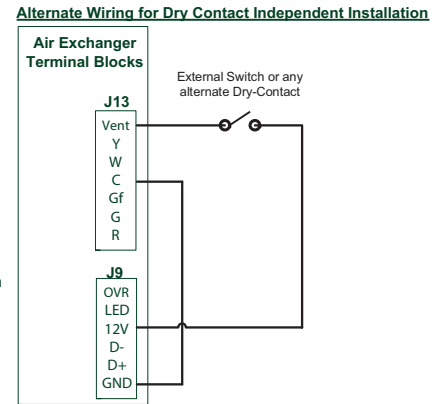 Alternate Wiring for Dry Contact Independent Installation
Air Exchanger
Terminal Blocks
External Switch or any
alternate Dry-Contact
J13
Vent
Y
W
C
Gf
G
R
J9
OVR
LED
12V
D-
D+
GND